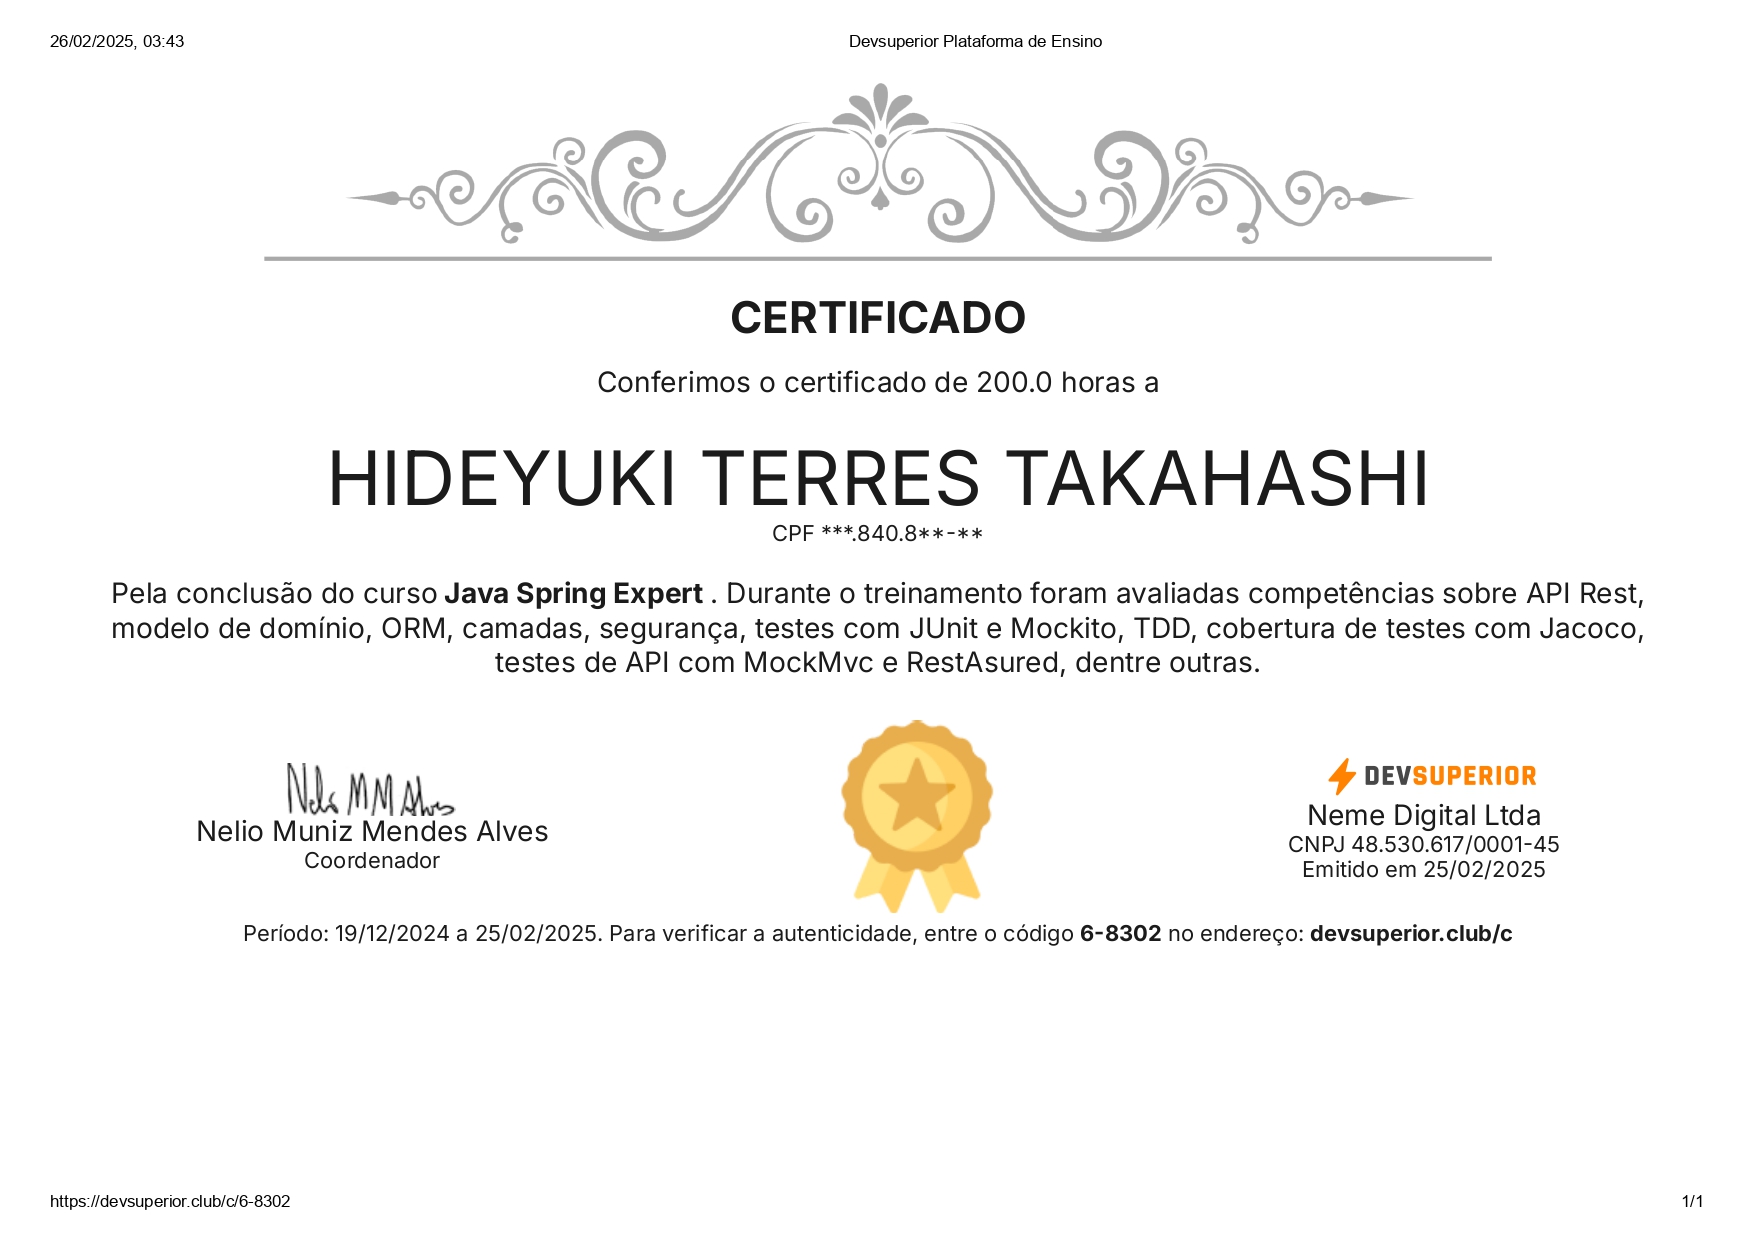 26/02/2025, 03:43
Devsuperior Plataforma de Ensino
CERTIFICADO
Conferimos o certificado de 200.0 horas a
HIDEYUKI TERRES TAKAHASHI
CPF ***.840.8**-**
Pela conclusão do curso Java Spring Expert . Durante o treinamento foram avaliadas competências sobre API Rest,
modelo de domínio, ORM, camadas, segurança, testes com JUnit e Mockito, TDD, cobertura de testes com Jacoco,
testes de API com MockMvc e RestAsured, dentre outras.
Nelio M M Alves
Nelio Muniz Mendes Alves
Coordenador
DEVSUPERIOR
Neme Digital Ltda
CNPJ 48.530.617/0001-45
Emitido em 25/02/2025
Período: 19/12/2024 a 25/02/2025. Para verificar a autenticidade, entre o código 6-8302 no endereço: devsuperior.club/c
https://devsuperior.club/c/6-8302
1/1